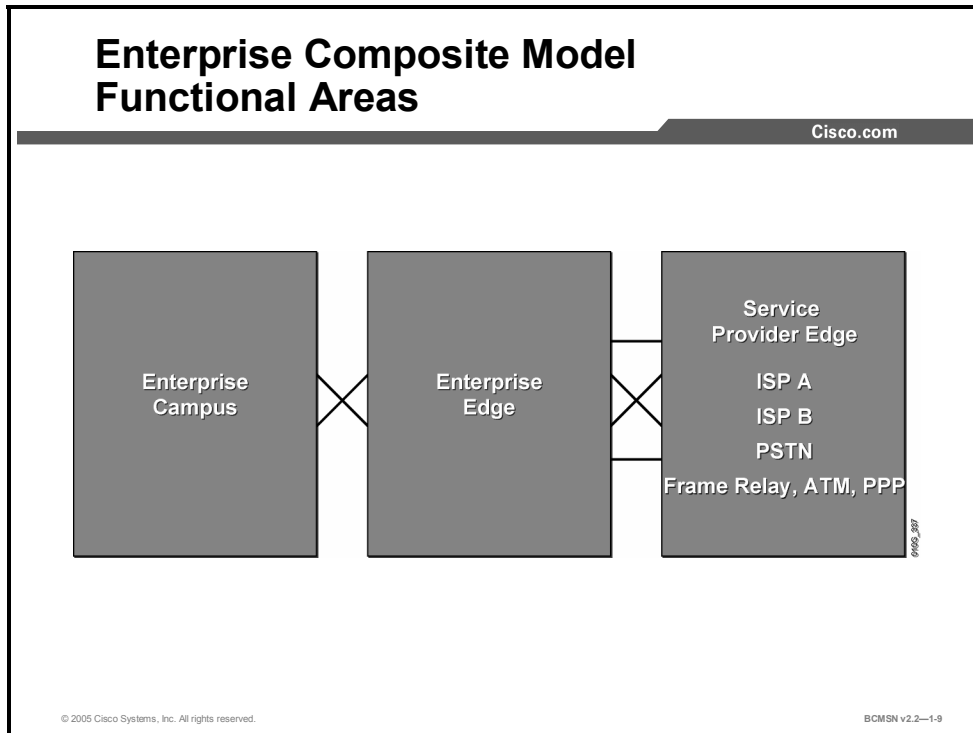 Enterprise Composite Model
Functional Areas
Cisco.com
Enterprise
Campus
Enterprise
Edge
Service
Provider Edge
ISP A
ISP B
PSTN
Frame Relay, ATM, PPP
© 2005 Cisco Systems, Inc. All rights reserved.
BCMSN v2.2—1-9